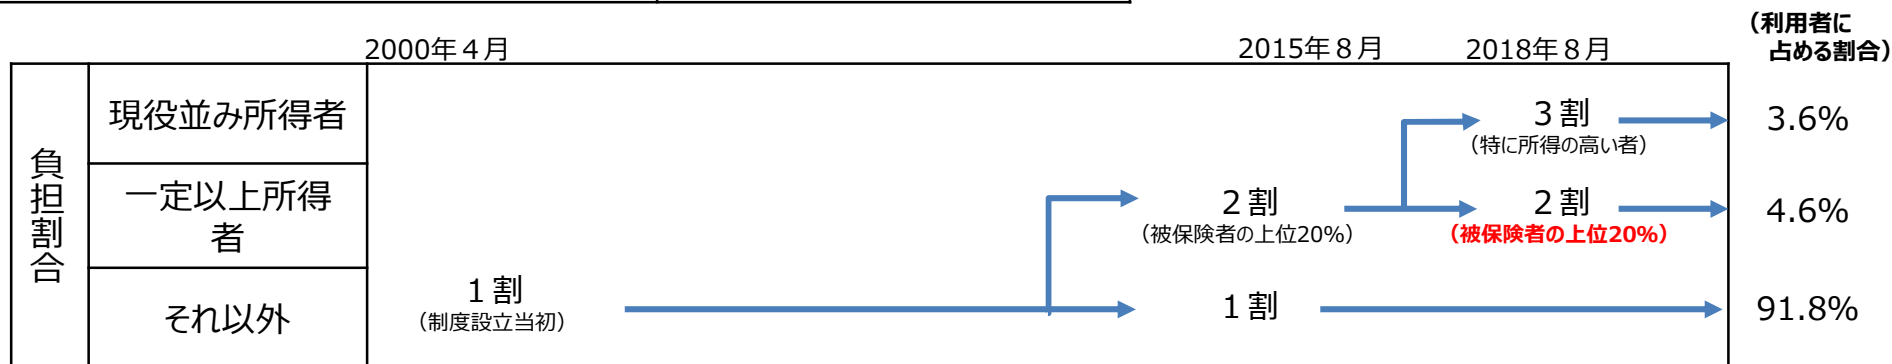 (利用者に
占める割合)
2000年４月
2015年８月
2018年８月
負担割合
現役並み所得者
３割
(特に所得の高い者)
3.6%
一定以上所得
者
２割
(被保険者の上位20%)
２割
(被保険者の上位20%)
4.6%
それ以外
１割
(制度設立当初)
１割
91.8%